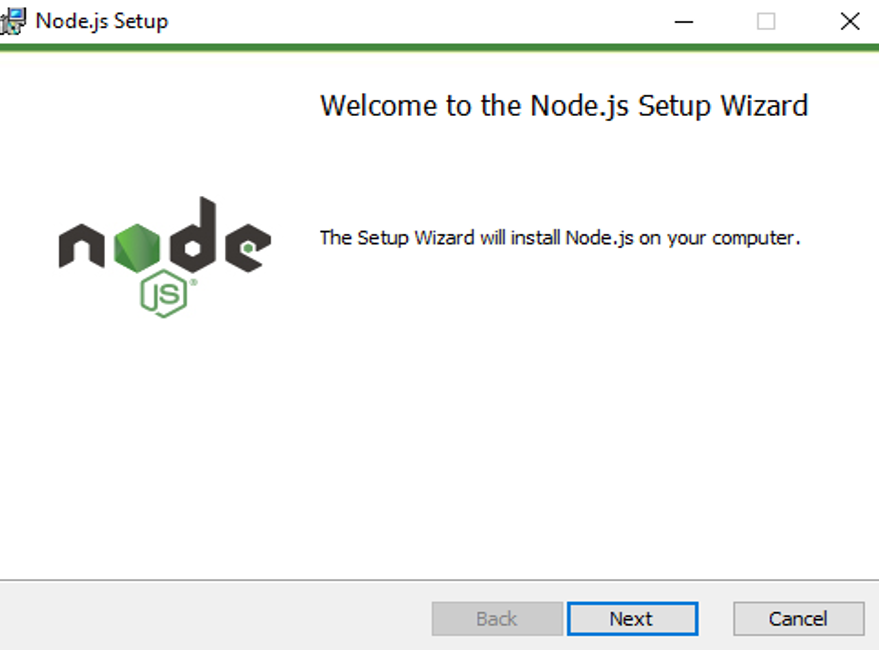 Node.js Setup
Welcome to the Node.js Setup Wizard
The Setup Wizard will install Node.js on your computer.
node
JS®
Back
Next
Cancel